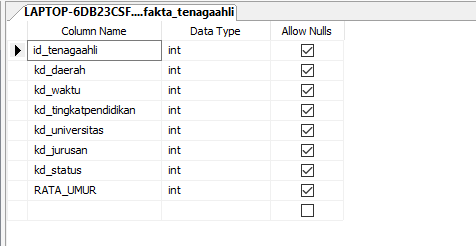 LAPTOP-6DB23CSF....fakta_tenagaahli
Column Name Data Type Allow Nulls
id_tenagaahli int
kd_daerah int
kd_waktu int
kd_tingkatpendidikan int
kd_universitas int
kd_jurusan int
kd_status int
RATA_UMUR int